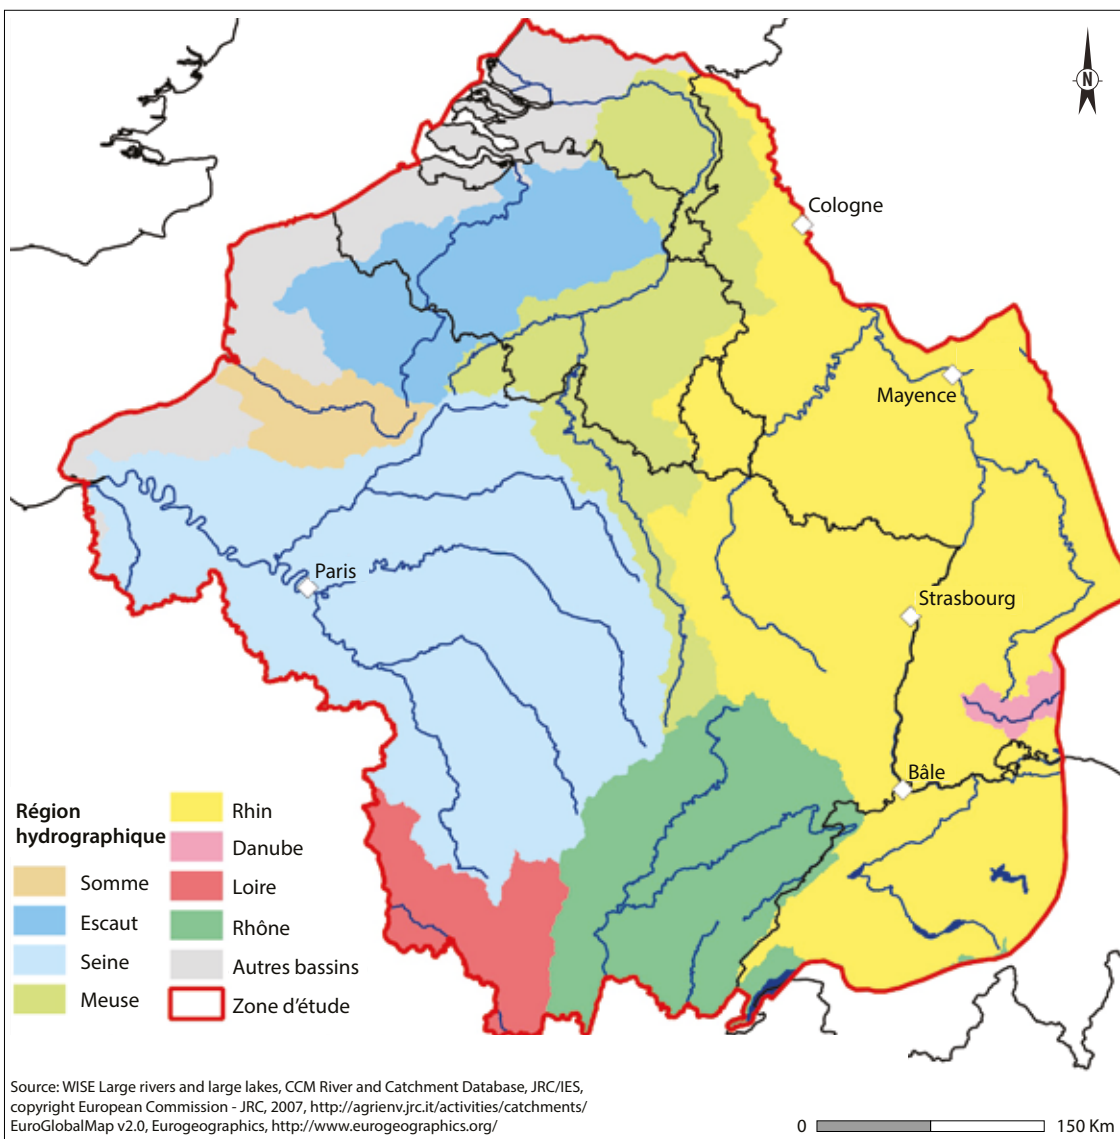 N
Cologne
Mayence
Paris
Strasbourg
Bâle
Région
hydrographique
Somme
Escaut
Seine
Meuse
Rhin
Danube
Loire
Rhône
Autres bassins
Zone d’étude
Source: WISE Large rivers and large lakes, CCM River and Catchment Database, JRC/IES,
copyright European Commission - JRC, 2007, http://agrienv.jrc.it/activities/catchments/
EuroGlobalMap v2.0, Eurogeographics, http://www.eurogeographics.org/
0 150 Km